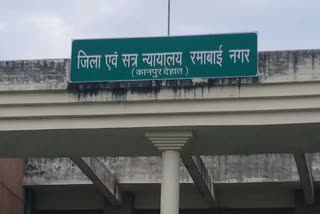 जिला एवं सत्र न्यायालय रमाबाई नगर
(कानपुर देहात)